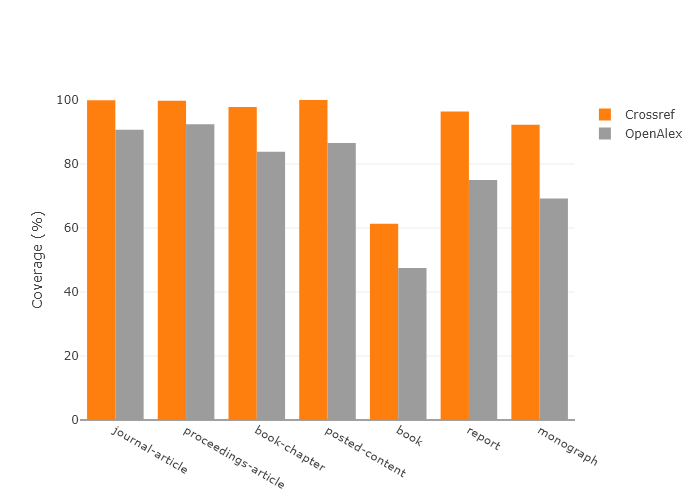 100
80
60
40
20
0
Coverage (%)
journal-article
proceedings-article
book-chapter
posted-content
book
report
monograph
Crossref
OpenAlex